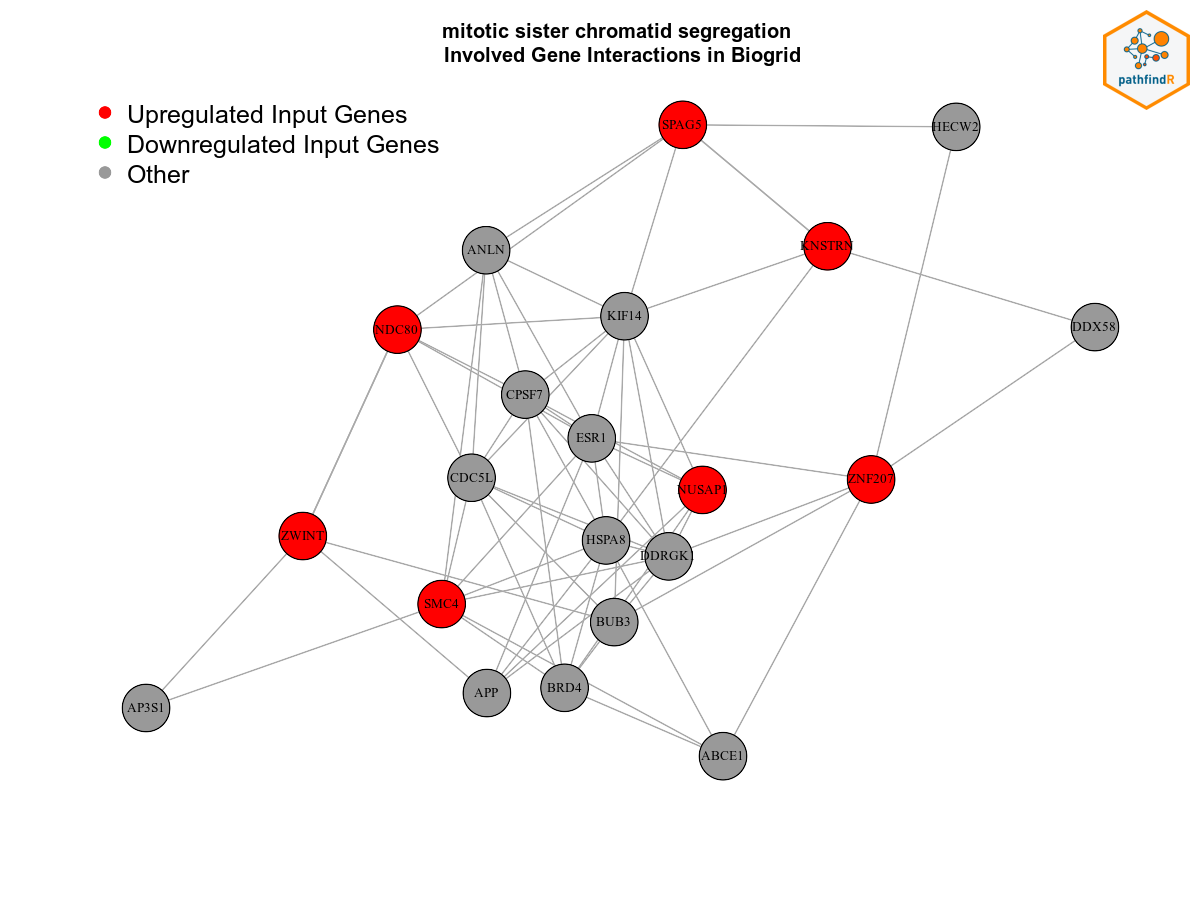 mitotic sister chromatid segregation
Involved Gene Interactions in Biogrid
pathfindR
Upregulated Input Genes
Downregulated Input Genes
Other
SPAG5
HECW2
ANLN
KNSTRN
KIF14
NDC80
DDX58
CPSF7
ESR1
CDC5L
NUSAP1
ZNF207
ZWINT
HSPA8
DDRGK1
SMC4
BUB3
APP
BRD4
AP3S1
ABCE1